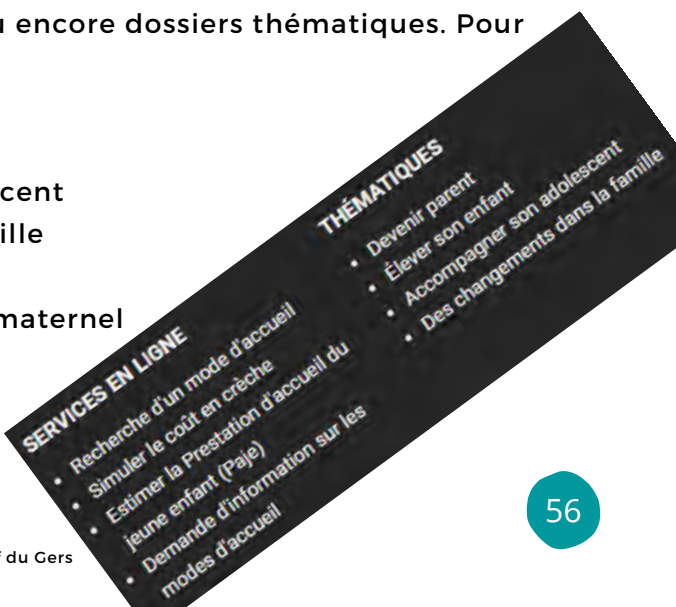 u encore dossiers thématiques. Pour
cent
ille
maternel
SERVICES EN LIGNE
• Recherche d'un mode d'accueil
• Simuler le coût en crèche
• Estimer la Prestation d'accueil du
jeune enfant (Paje)
• Demande d'information sur les
modes d'accueil
THÉMATIQUES
• Devenir parent
• Élever son enfant
• Accompagner son adolescent
• Des changements dans la famille
f du Gers
56